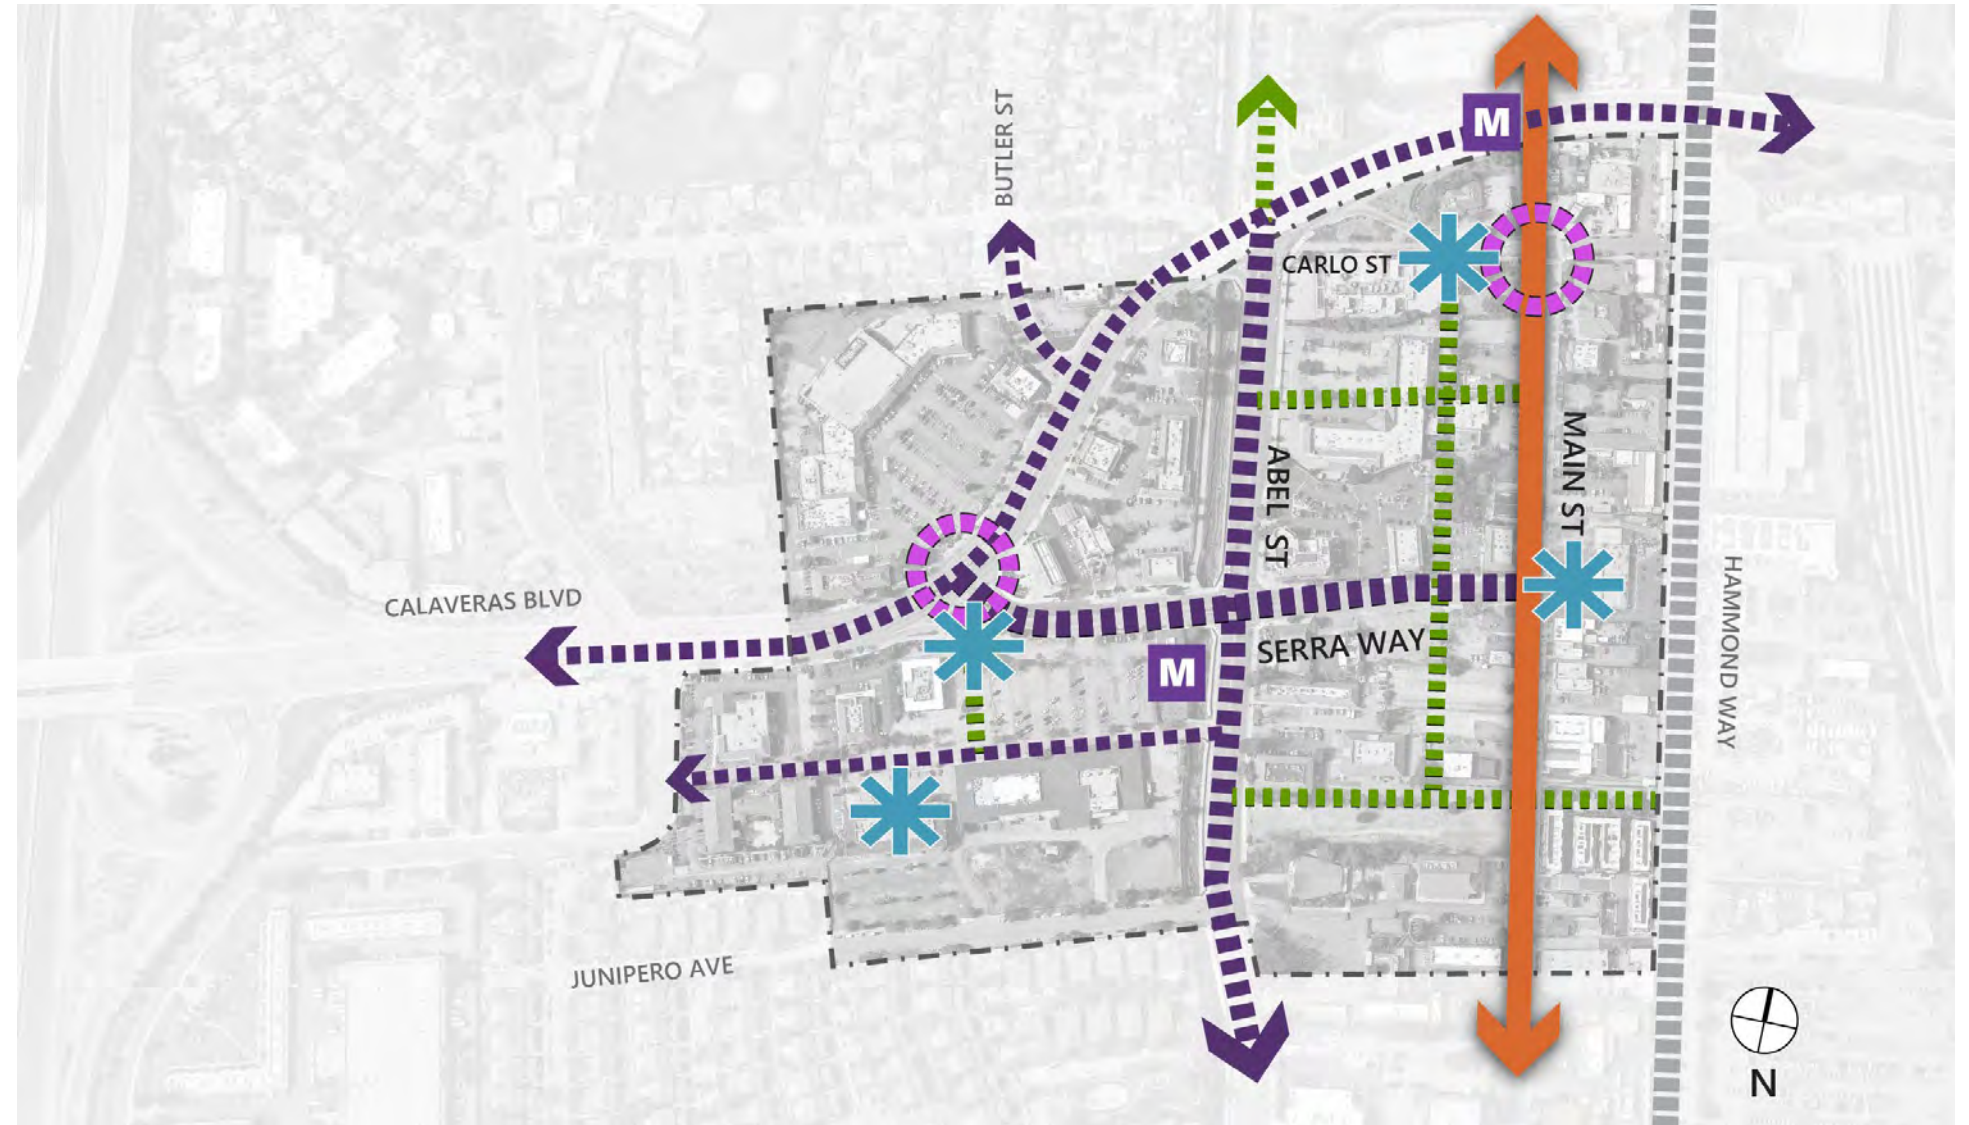 BUTLER ST
M
CARLO ST
MAIN ST
ABEL ST
CALAVERAS BLVD
HAMMOND WAY
SERRA WAY
M
JUNIPERO AVE
N